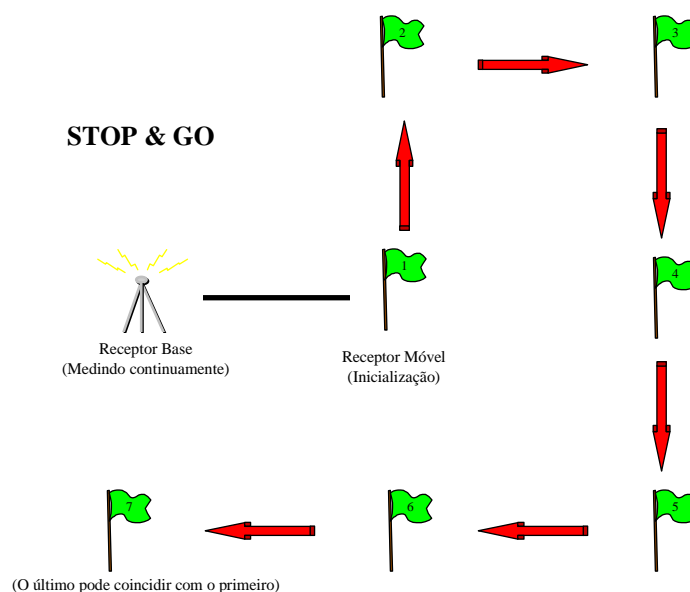 2
3
STOP & GO
1
4
Receptor Base
(Medindo continuamente)
Receptor Móvel
(Inicialização)
7
6
5
(O último pode coincidir com o primeiro)